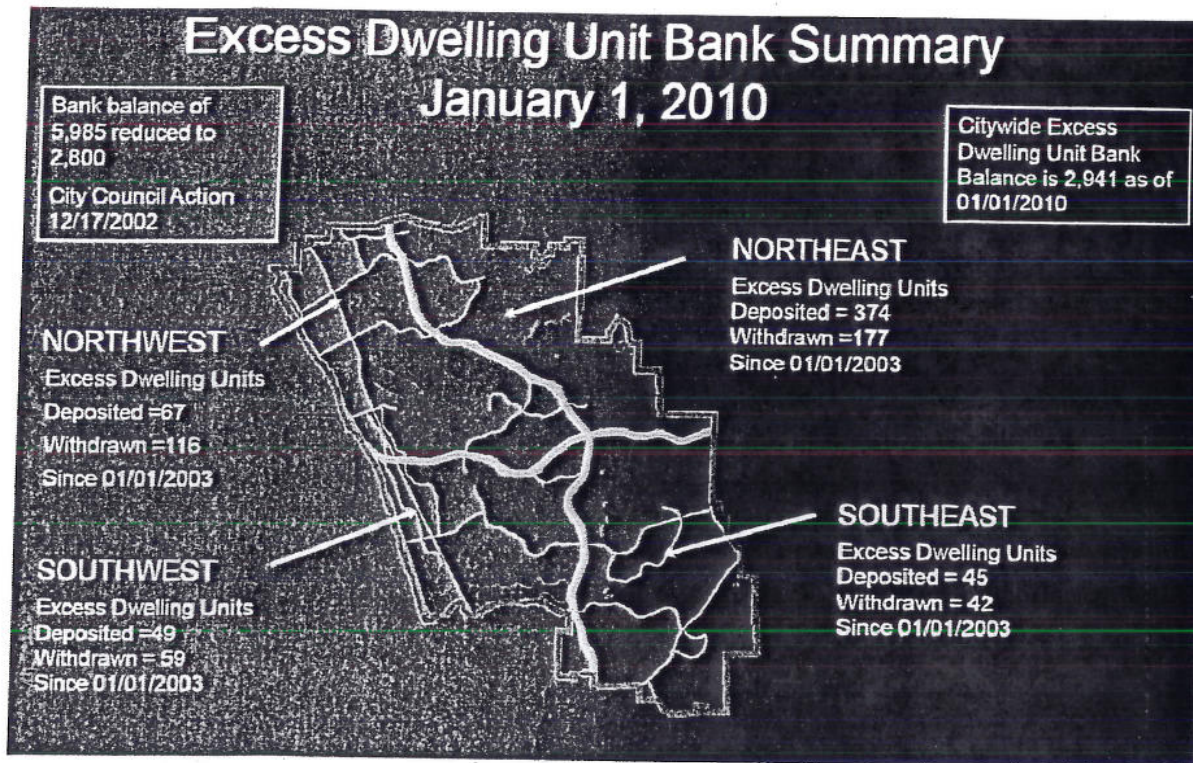 Excess Dwelling Unit Bank Summary
January 1, 2010
Bank balance of
5,985 reduced to
2,800
City Council Action
12/17/2002
Citywide Excess
Dwelling Unit Bank
Balance is 2,941 as of
01/01/2010
NORTHEAST
Excess Dwelling Units
Deposited = 374
Withdrawn =177
Since 01/01/2003
NORTHWEST
Excess Dwelling Units
Deposited =67
Withdrawn =116
Since 01/01/2003
SOUTHEAST
Excess Dwelling Units
Deposited = 45
Withdrawn = 42
Since 01/01/2003
SOUTHWEST
Excess Dwelling Units
Deposited =49
Withdrawn = 59
Since 01/01/2003